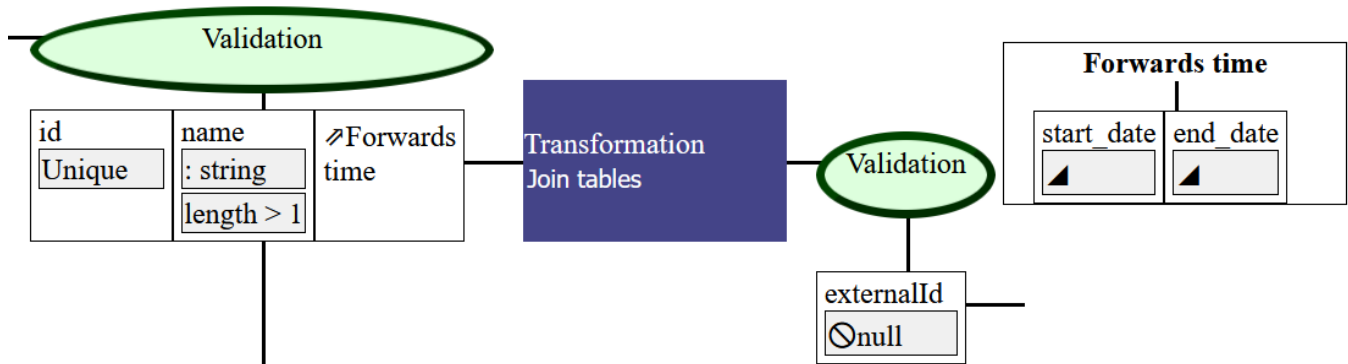 Validation
id
Unique
name
: string
length > 1
⇗Forwards
time
Transformation
Join tables
Validation
externalId
🛇null
Forwards time
start_date
◢
end_date
◢